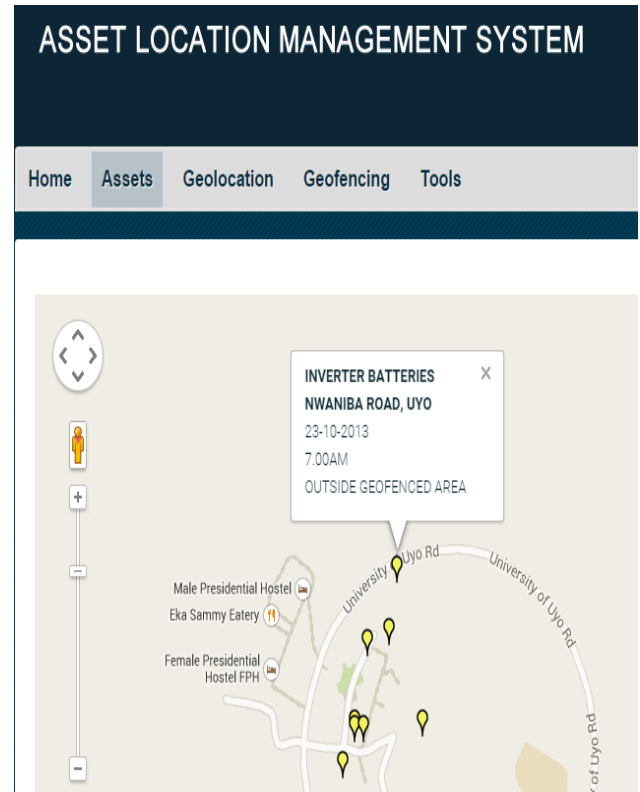 ASSET LOCATION MANAGEMENT SYSTEM
Home Assets Geolocation Geofencing Tools
INVERTER BATTERIES
NWANIBA ROAD, UYO
23-10-2013
7.00AM
OUTSIDE GEOFENCED AREA
University Uyo Rd
University of Uyo Rd
Male Presidential Hostel
Eka Sammy Eatery
Female Presidential
Hostel FPH
of Uyo Rd